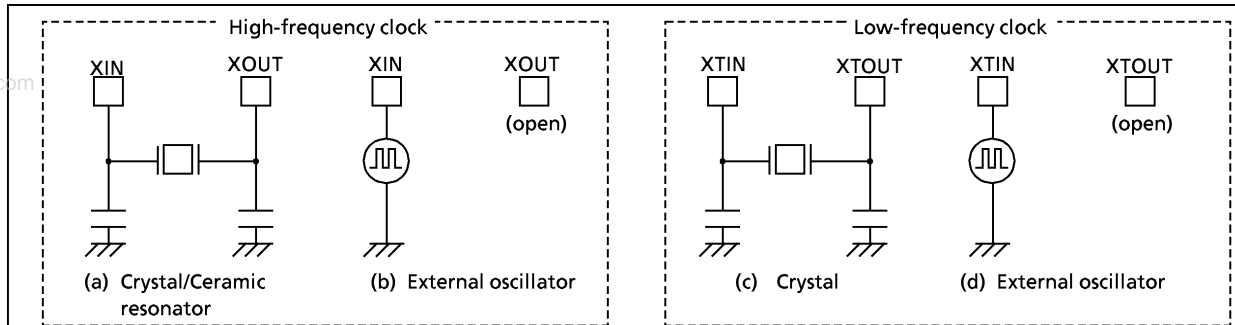 High-frequency clock
XIN
XOUT
XIN
XOUT
(open)
(a) Crystal/Ceramic
resonator
(b) External oscillator
Low-frequency clock
XTIN
XTOUT
XTIN
XTOUT
(open)
(c) Crystal
(d) External oscillator
com